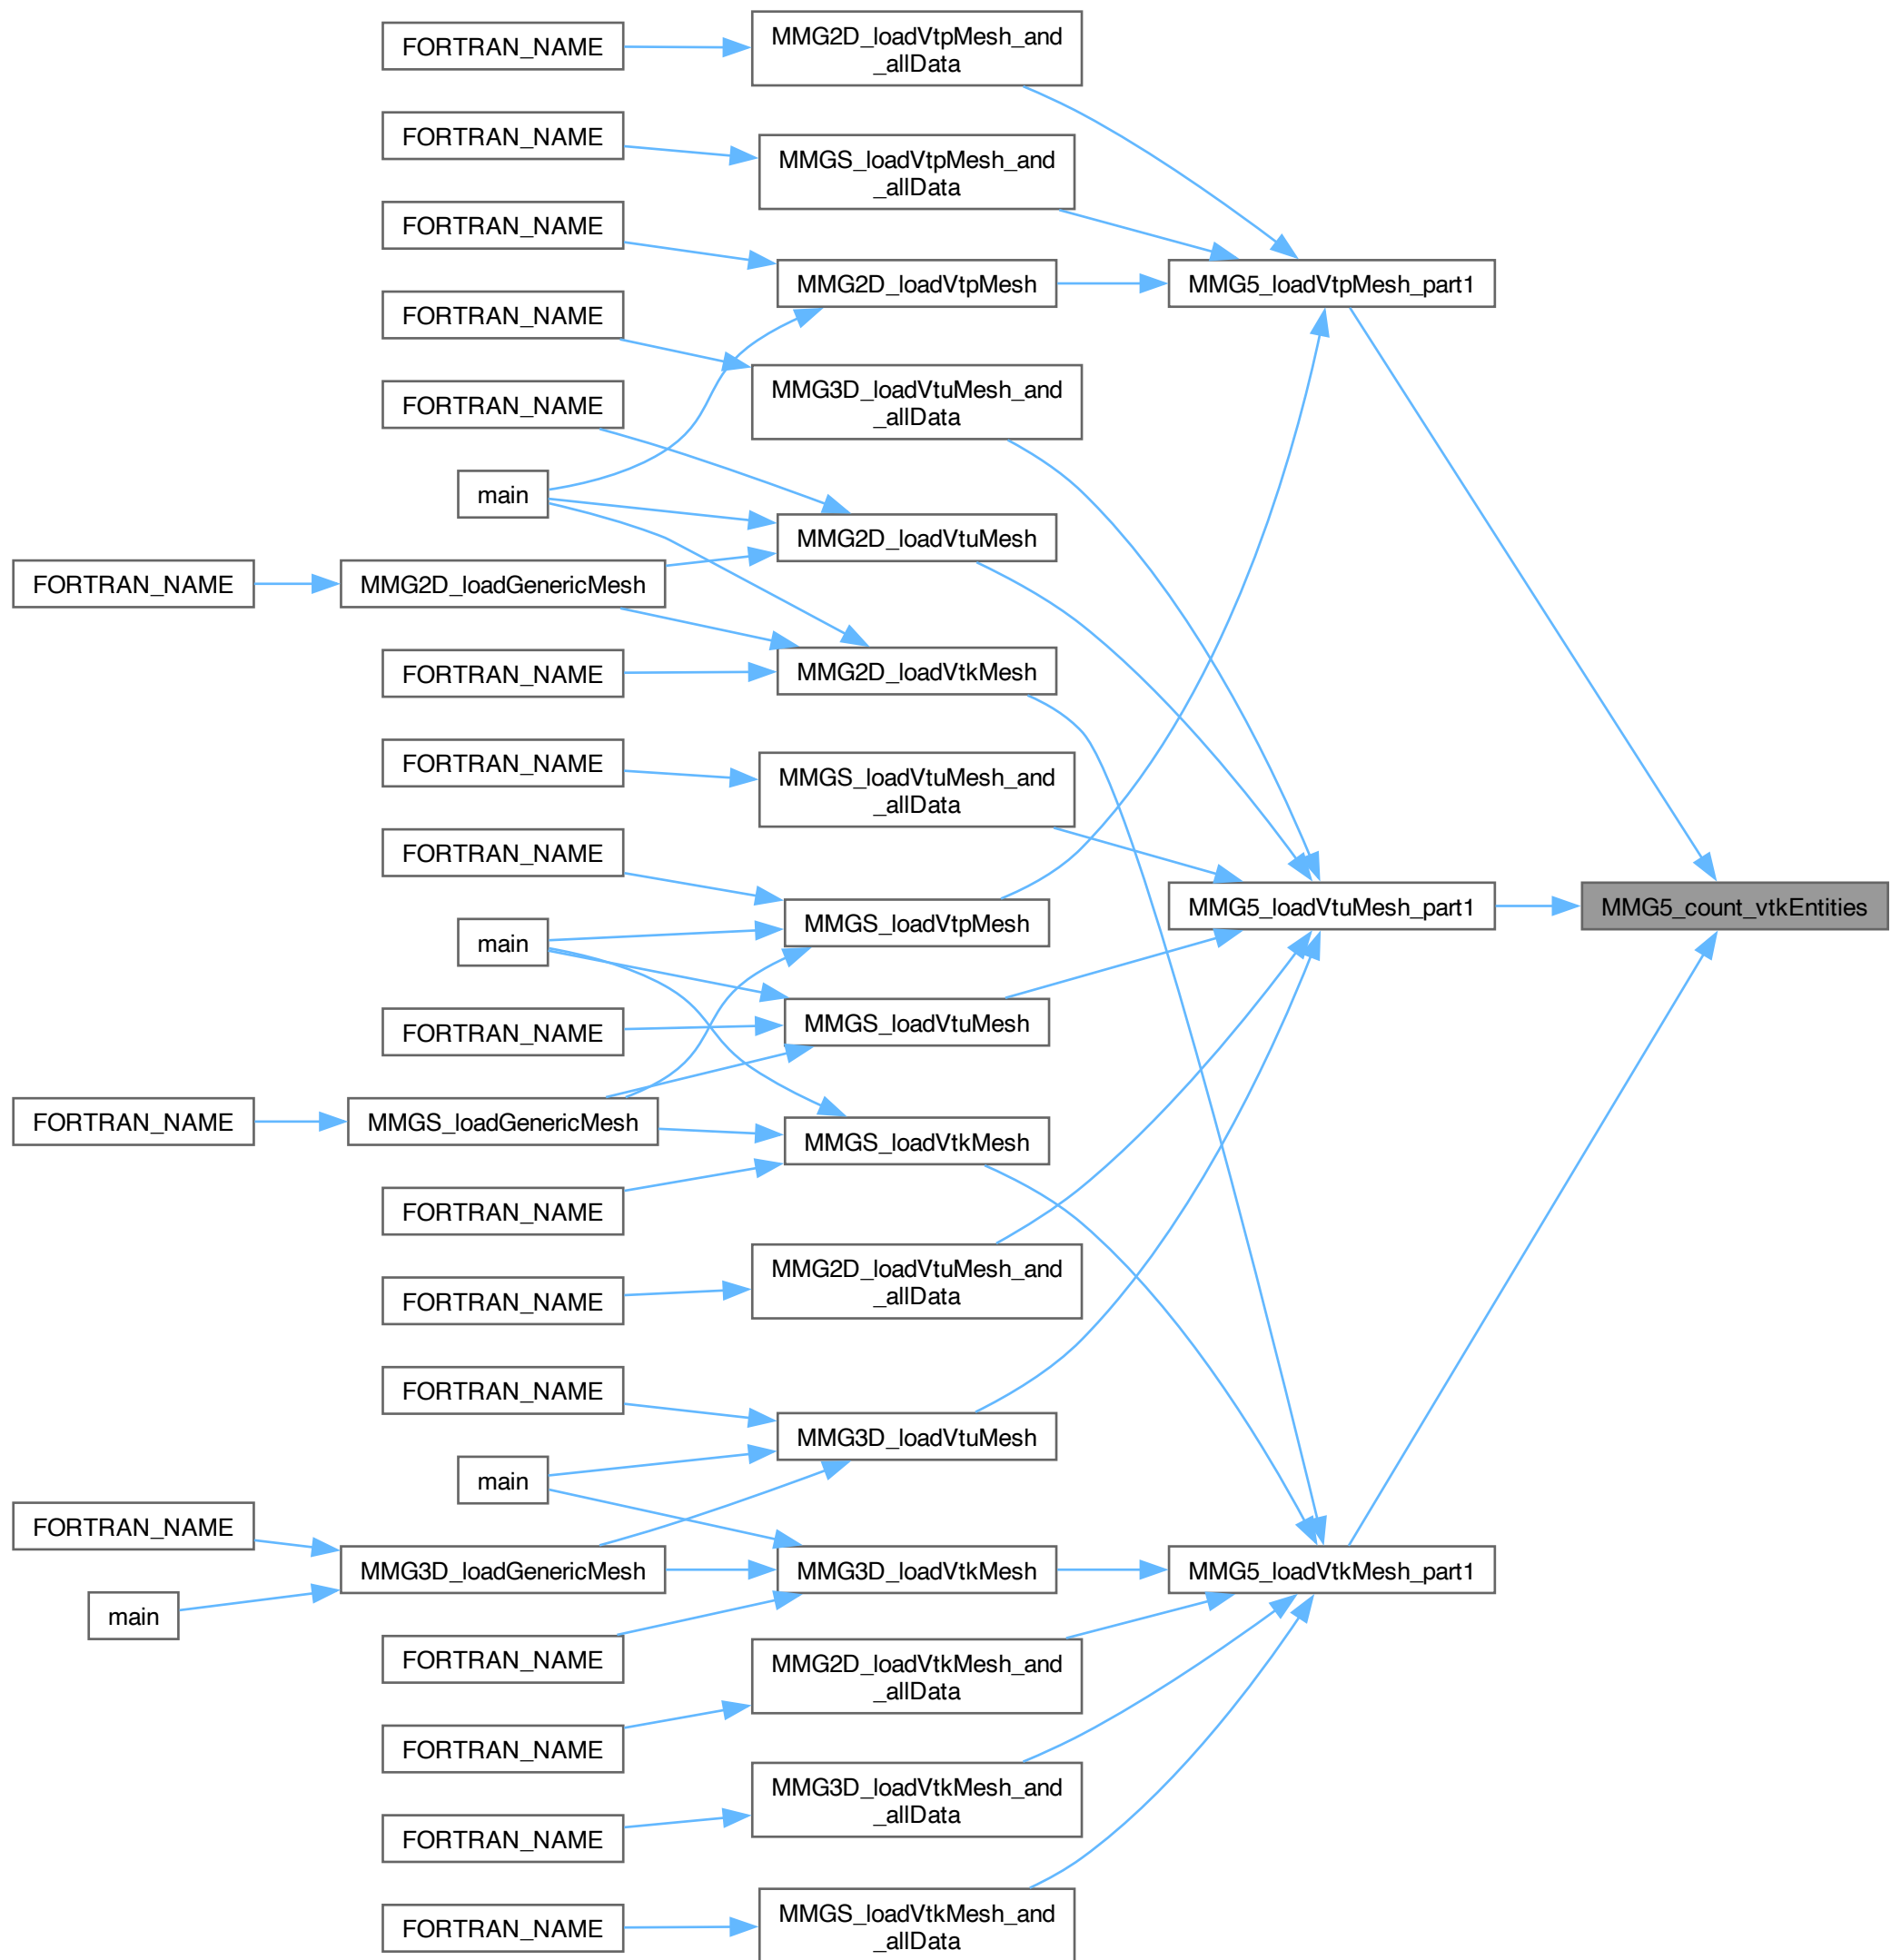 FORTRAN_NAME
MMG2D_loadVtpMesh_and
_allData
FORTRAN_NAME
MMGS_loadVtpMesh_and
_allData
FORTRAN_NAME
MMG2D_loadVtpMesh
MMG5_loadVtpMesh_part1
FORTRAN_NAME
MMG3D_loadVtuMesh_and
_allData
FORTRAN_NAME
main
MMG2D_loadVtuMesh
FORTRAN_NAME
MMG2D_loadGenericMesh
FORTRAN_NAME
MMG2D_loadVtkMesh
FORTRAN_NAME
MMGS_loadVtuMesh_and
_allData
FORTRAN_NAME
MMGS_loadVtpMesh
MMG5_loadVtuMesh_part1
MMG5_count_vtkEntities
main
FORTRAN_NAME
MMGS_loadVtuMesh
FORTRAN_NAME
MMGS_loadGenericMesh
MMGS_loadVtkMesh
FORTRAN_NAME
MMG2D_loadVtuMesh_and
_allData
FORTRAN_NAME
FORTRAN_NAME
MMG3D_loadVtuMesh
main
FORTRAN_NAME
MMG3D_loadGenericMesh
MMG3D_loadVtkMesh
MMG5_loadVtkMesh_part1
main
FORTRAN_NAME
MMG2D_loadVtkMesh_and
_allData
FORTRAN_NAME
MMG3D_loadVtkMesh_and
_allData
FORTRAN_NAME
MMGS_loadVtkMesh_and
_allData
FORTRAN_NAME